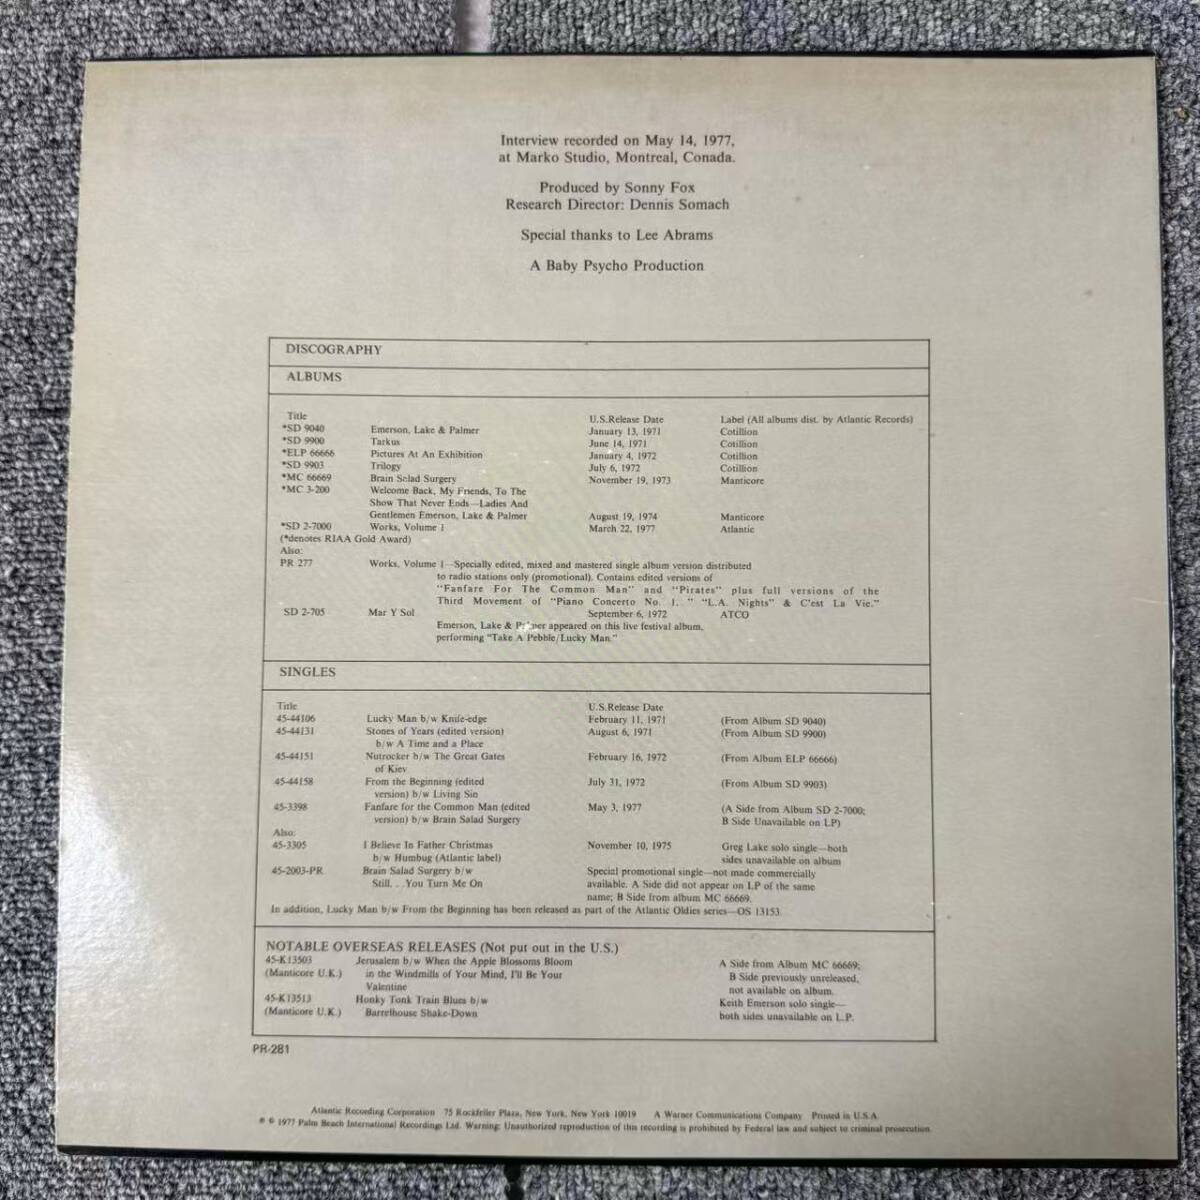 Interview recorded on May 14, 1977,
at Marko Studio, Montreal, Conada.
Produced by Sonny Fox
Research Director: Dennis Somach
Special thanks to Lee Abrams
A Baby Psycho Production
DISCOGRAPHY
ALBUMS
Title U.S.Release Date Label (All albums dist. by Atlantic Records)
*SD 9040 Emerson, Lake & Palmer January 13, 1971 Cotillion
*SD 9900 Tarkus June 14, 1971 Cotillion
*ELP 66666 Pictures At An Exhibition January 4, 1972 Cotillion
*SD 9903 Trilogy July 6, 1972 Cotillion
*MC 66669 Brain Salad Surgery November 19, 1973 Manticore
*MC 3-200 Welcome Back, My Friends, To The
Show That Never Ends—Ladies And
Gentlemen Emerson, Lake & Palmer August 19, 1974 Manticore
*SD 2-7000 Works, Volume 1 March 22, 1977 Atlantic
(*denotes RIAA Gold Award)
Also:
PR 277 Works, Volume 1—Specially edited, mixed and mastered single album version distributed
to radio stations only (promotional). Contains edited versions of
"Fanfare For The Common Man" and "Pirates" plus full versions of the
Third Movement of "Piano Concerto No. 1, " "L.A. Nights" & C'est La Vie."
SD 2-705 Mar Y Sol September 6, 1972 ATCO
Emerson, Lake & Palmer appeared on this live festival album,
performing "Take A Pebble/Lucky Man."
SINGLES
Title U.S.Release Date
45-44106 Lucky Man b/w Knife-edge February 11, 1971 (From Album SD 9040)
45-44131 Stones of Years (edited version) August 6, 1971 (From Album SD 9900)
b/w A Time and a Place
45-44151 Nutrocker b/w The Great Gates February 16, 1972 (From Album ELP 66666)
of Kiev
45-44158 From the Beginning (edited July 31, 1972 (From Album SD 9903)
version) b/w Living Sin
45-3398 Fanfare for the Common Man (edited May 3, 1977 (A Side from Album SD 2-7000;
version) b/w Brain Salad Surgery B Side Unavailable on LP)
Also:
45-3305 I Believe In Father Christmas November 10, 1975 Greg Lake solo single—both
b/w Humbug (Atlantic label) sides unavailable on album
45-2003-PR Brain Salad Surgery b/w Special promotional single—not made commercially
Still. . .You Turn Me On available. A Side did not appear on LP of the same
name; B Side from album MC 66669.
In addition, Lucky Man b/w From the Beginning has been released as part of the Atlantic Oldies series—OS 13153.
NOTABLE OVERSEAS RELEASES (Not put out in the U.S.)
45-K13503 Jerusalem b/w When the Apple Blossoms Bloom A Side from Album MC 66669;
(Manticore U.K.) in the Windmills of Your Mind, I'll Be Your B Side previously unreleased,
Valentine not available on album.
45-K13513 Honky Tonk Train Blues b/w Keith Emerson solo single—
(Manticore U.K.) Barrelhouse Shake-Down both sides unavailable on L.P.
PR-281
Atlantic Recording Corporation 75 Rockfeller Plaza, New York, New York 10019 A Warner Communications Company Printed in U.S.A.
℗ © 1977 Palm Beach International Recordings Ltd. Warning: Unauthorized reproduction of this recording is prohibited by Federal law and subject to criminal prosecution.